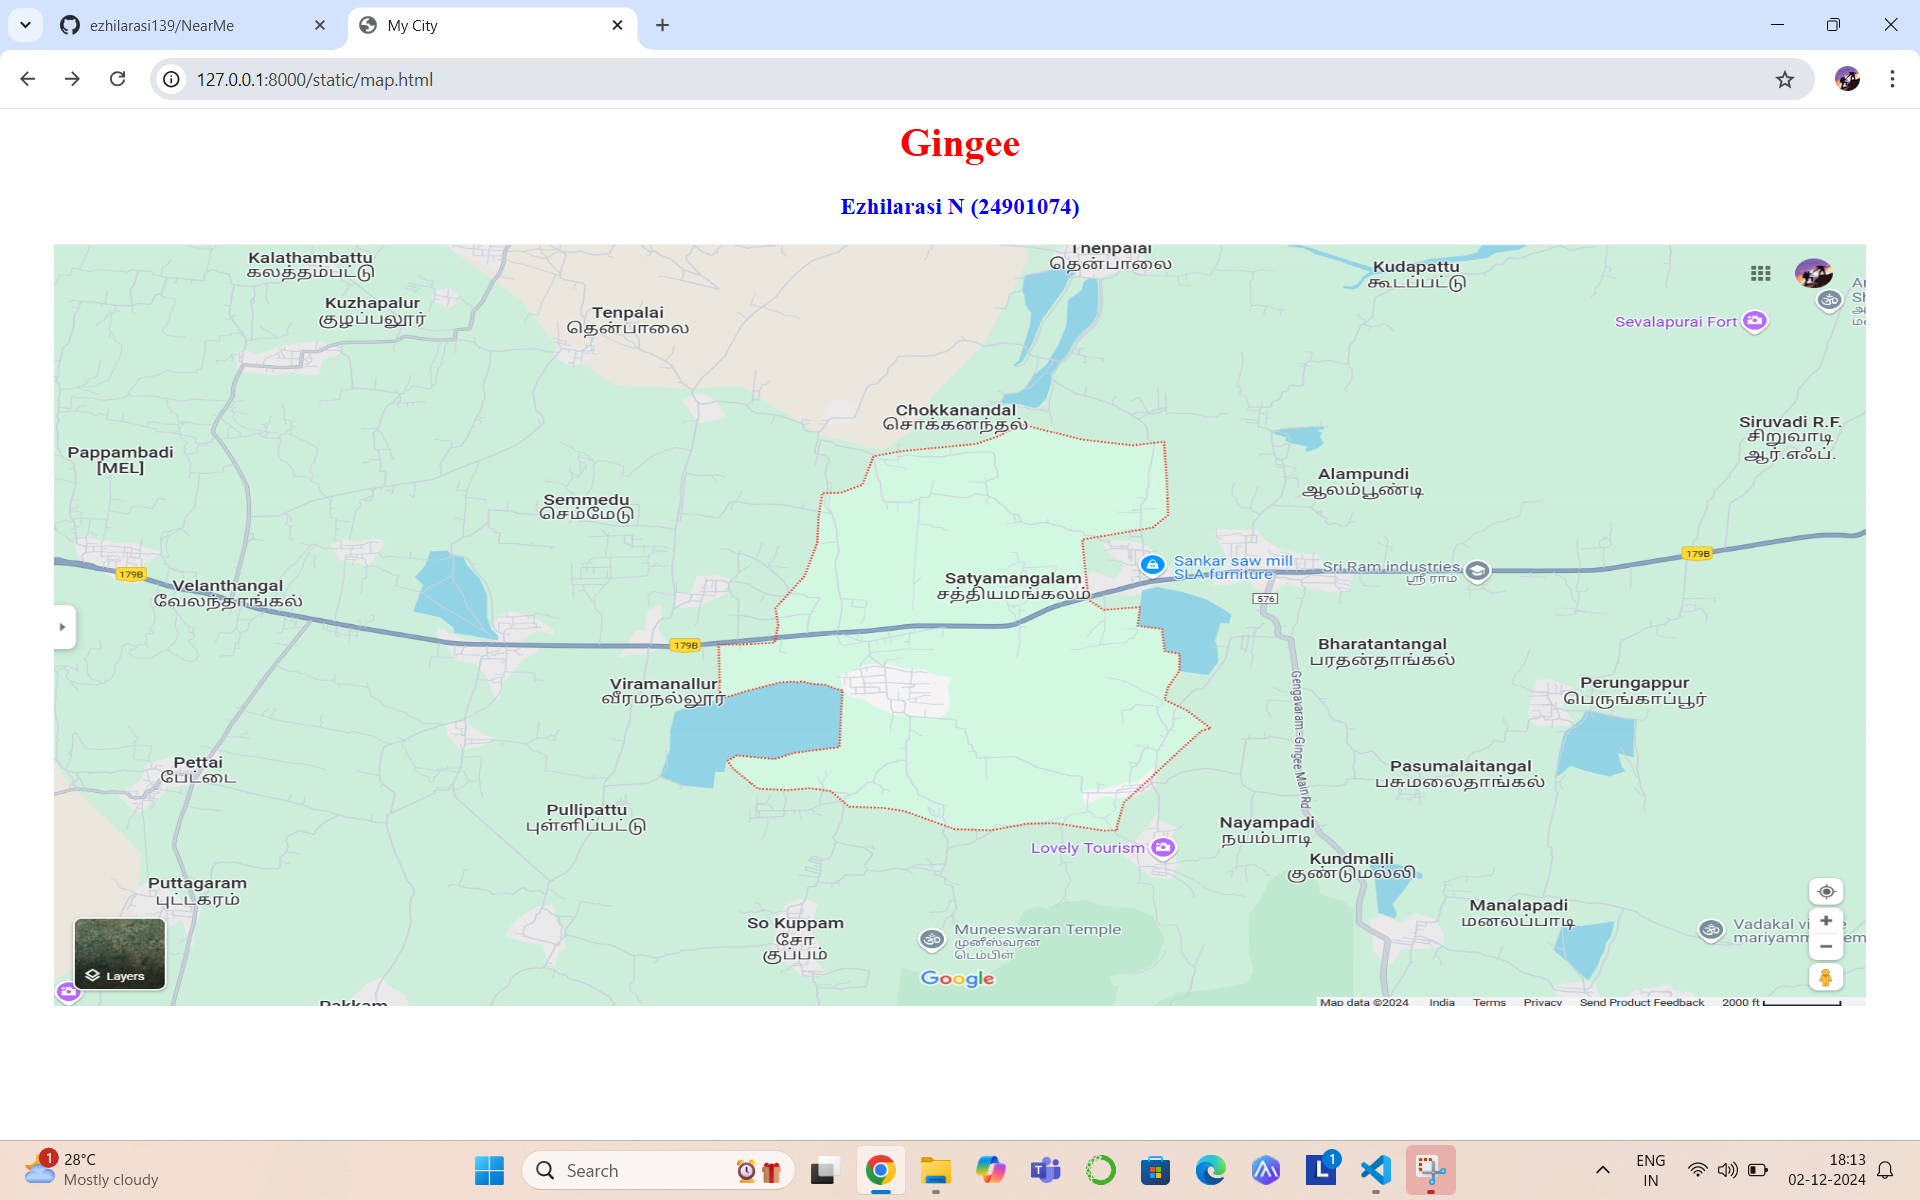 ezhilarasi139/NearMe
My City
127.0.0.1:8000/static/map.html
Gingee
Ezhilarasi N (24901074)
Kalathambattu
கலத்தம்பட்டு
Thenpalai
தென்பாலை
Kudapattu
கூடப்பட்டு
Kuzhapalur
குழப்பலூர்
Tenpalai
தென்பாலை
Sevalapurai Fort
Chokkanandal
சொக்கனந்தல்
Siruvadi R.F.
சிறுவாடி
ஆர்.எஃப்.
Pappambadi
[MEL]
Alampundi
ஆலம்பூண்டி
Semmedu
செம்மேடு
179B
Sankar saw mill
SLA furniture
Sri Ram industries
ஸ்ரீ ராம்
179B
Velanthangal
வேலந்தாங்கல்
Satyamangalam
சத்தியமங்கலம்
576
179B
Bharatantangal
பரதன்தாங்கல்
Viramanallur
வீரமநல்லூர்
Gengavaram - Gingee Main Rd
Perungappur
பெருங்காப்பூர்
Pettai
பேட்டை
Pasumalaitangal
பசுமலைதாங்கல்
Pullipattu
புள்ளிப்பட்டு
Nayampadi
நயம்பாடி
Lovely Tourism
Kundmalli
குண்டுமல்லி
Puttagaram
புட்டகரம்
Manalapadi
மனலப்பாடி
So Kuppam
சோ
குப்பம்
Muneeswaran Temple
முனீஸ்வரன்
டெம்பிள்
Vadakal
Layers
Google
Pakkam
Map data ©2024 India Terms Privacy Send Product Feedback 2000 ft
1
28°C
Mostly cloudy
Search
1
ENG
IN
18:13
02-12-2024